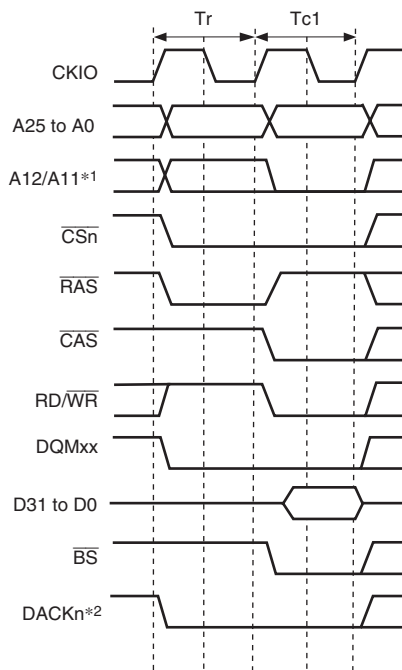 Tr Tc1
CKIO
A25 to A0
A12/A11*1
CSn
RAS
CAS
RD/WR
DQMxx
D31 to D0
BS
DACKn*2